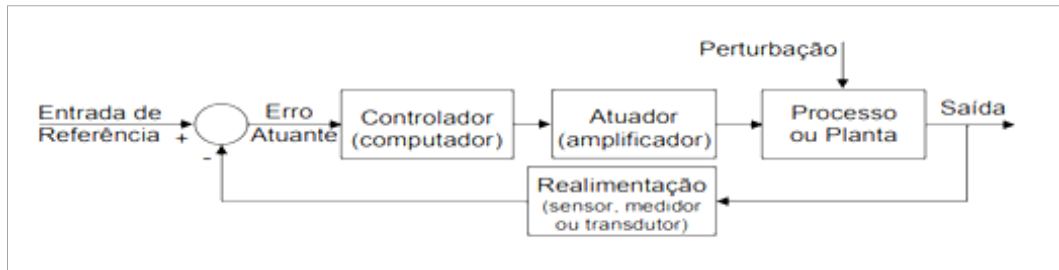 Perturbação
Entrada de
Referência
+
-
Erro
Atuante
Controlador
(computador)
Atuador
(amplificador)
Processo
ou Planta
Saída
Realimentação
(sensor, medidor
ou transdutor)